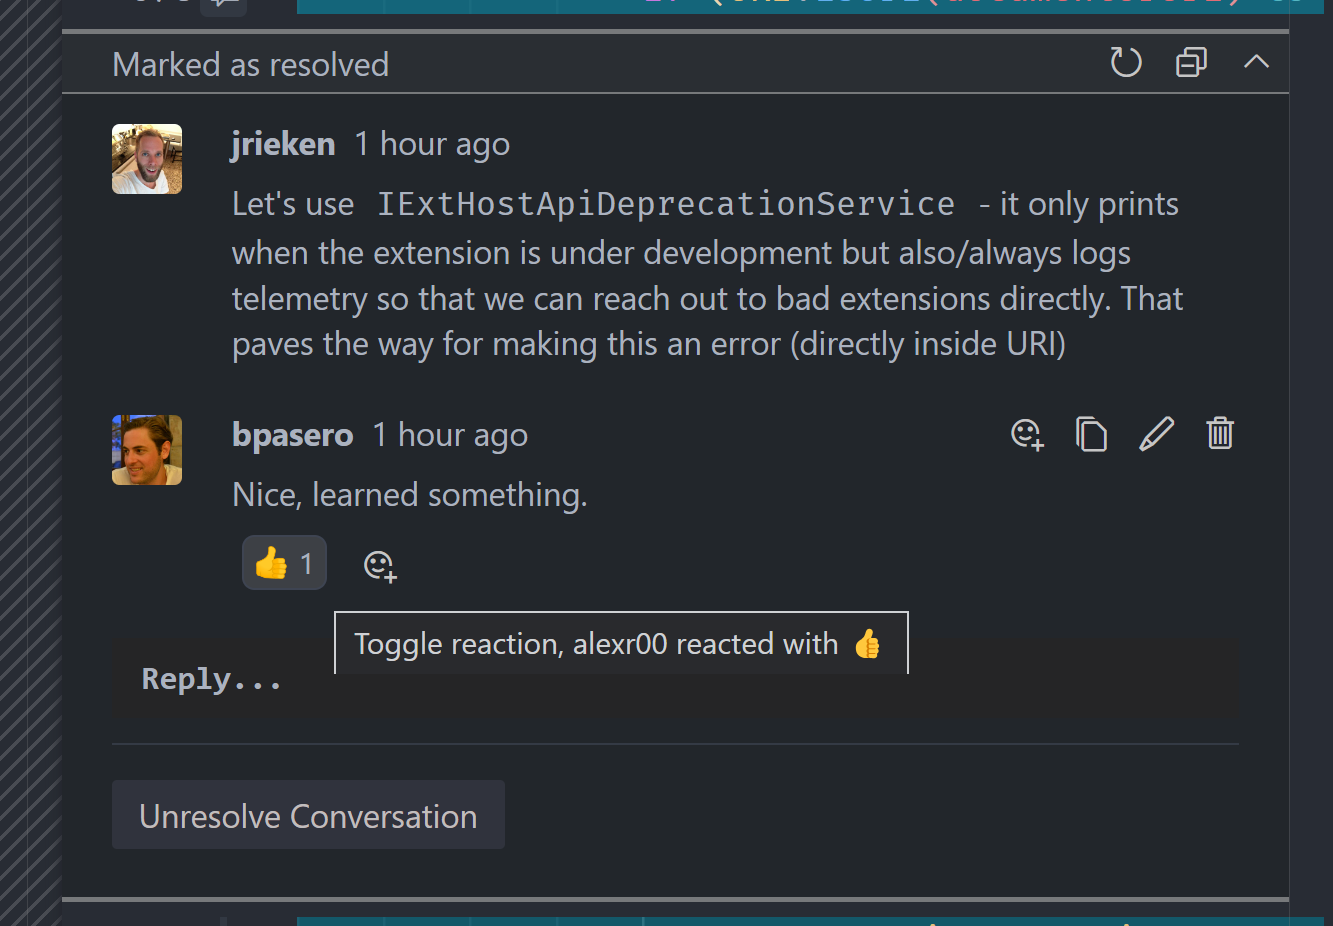 Marked as resolved
jrieken 1 hour ago
Let's use IExtHostApiDeprecationService - it only prints
when the extension is under development but also/always logs
telemetry so that we can reach out to bad extensions directly. That
paves the way for making this an error (directly inside URI)
bpasero 1 hour ago
Nice, learned something.
👍 1
Toggle reaction, alexr00 reacted with 👍
Reply...
Unresolve Conversation